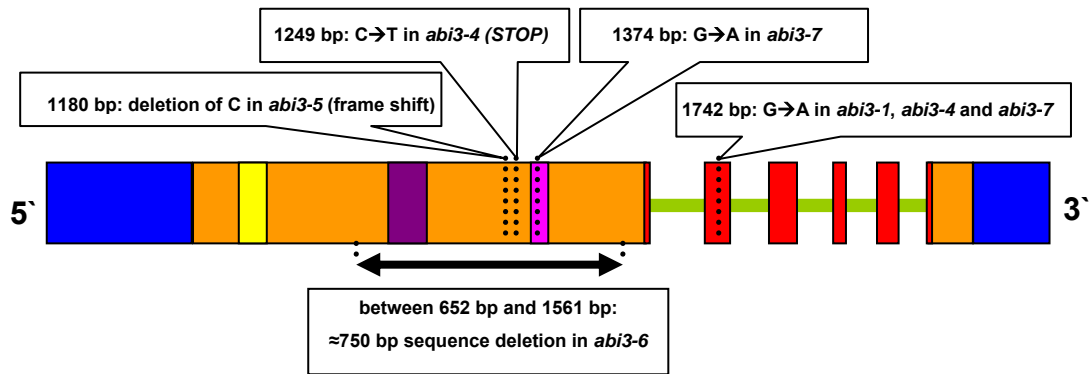 1249 bp: C→T in abi3-4 (STOP)
1374 bp: G→A in abi3-7
1180 bp: deletion of C in abi3-5 (frame shift)
1742 bp: G→A in abi3-1, abi3-4 and abi3-7
5`
3`
between 652 bp and 1561 bp:
≈750 bp sequence deletion in abi3-6